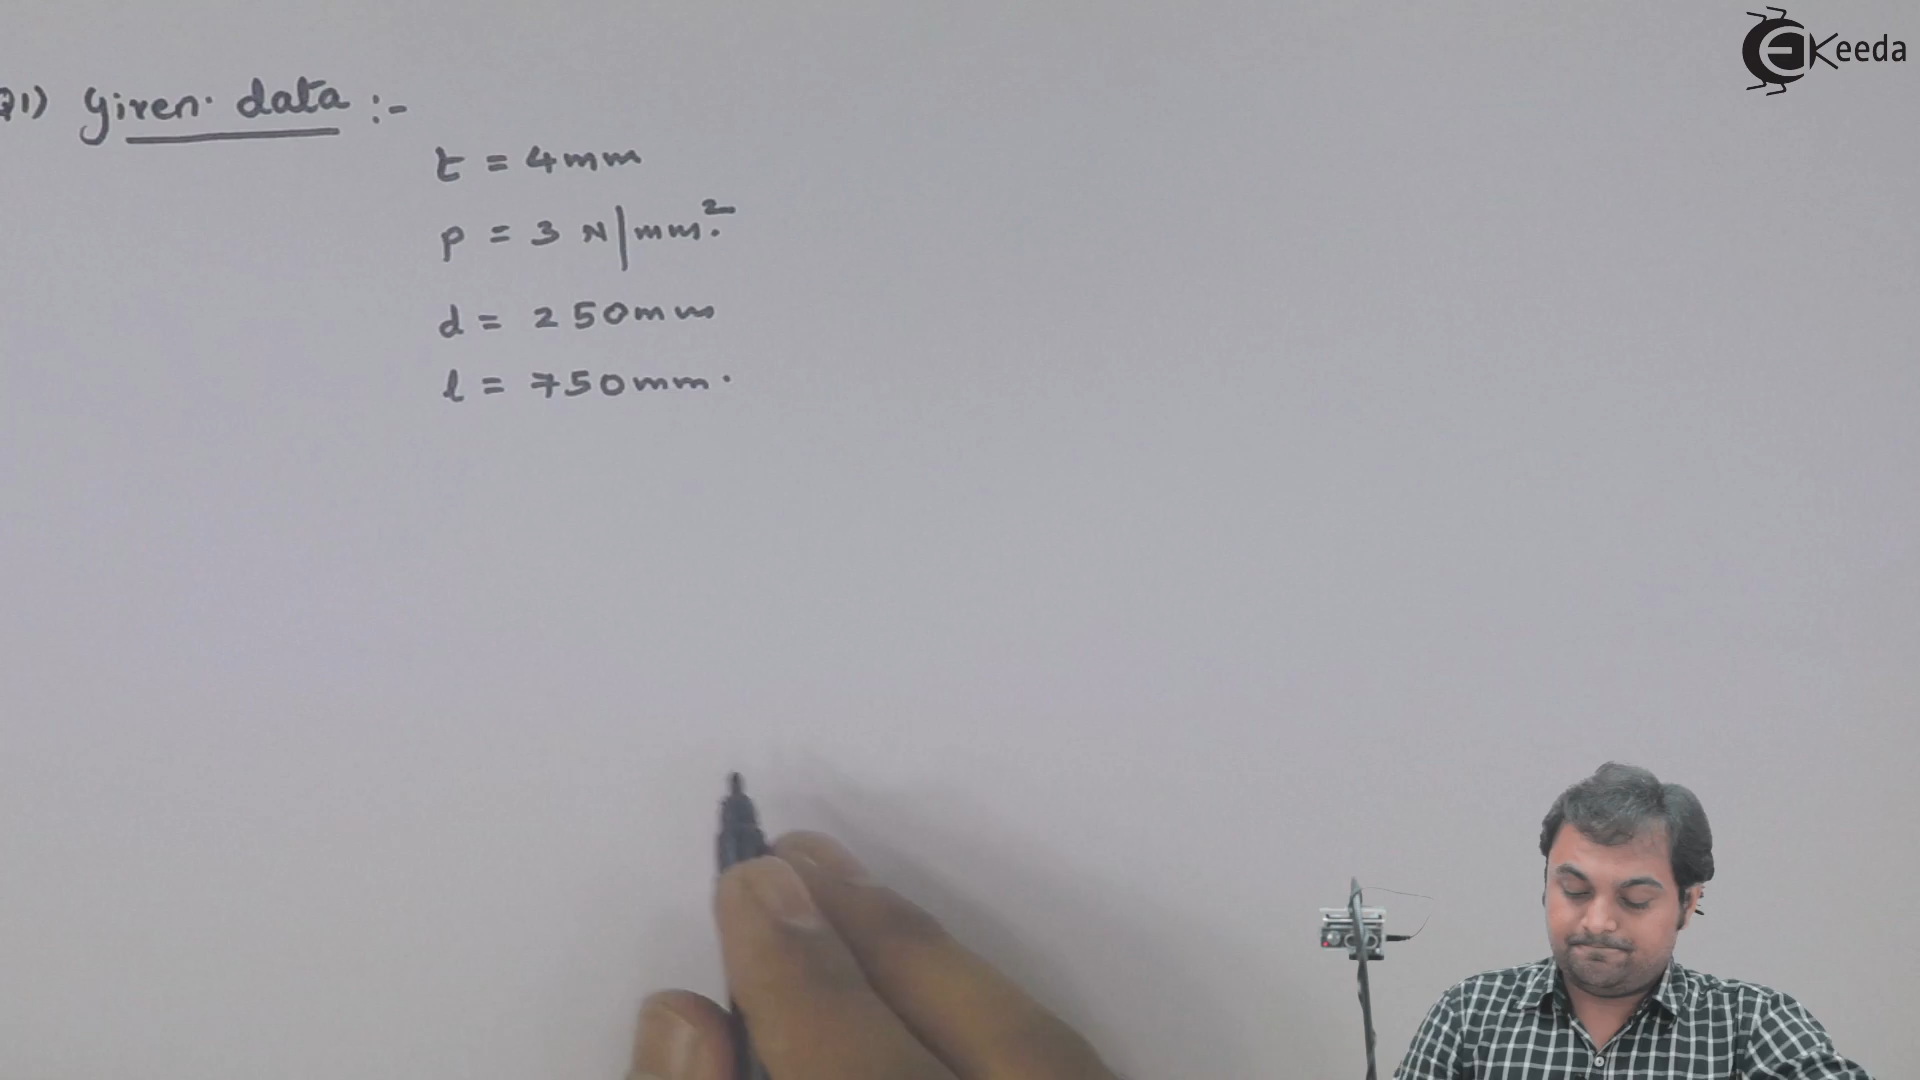 Ekeeda
Q1) Given data :-
t = 4mm
p = 3 N/mm².
d = 250mm
l = 750mm.